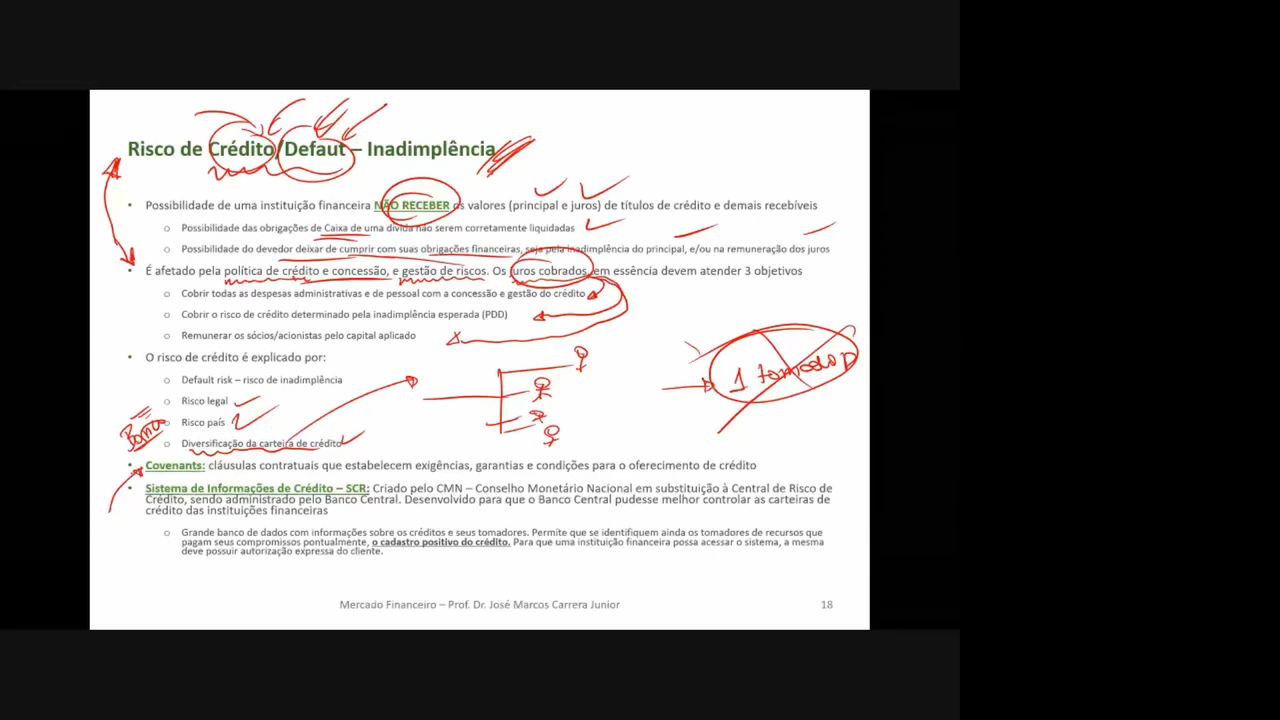 Risco de Crédito/Defaut – Inadimplência
• Possibilidade de uma instituição financeira NÃO RECEBER os valores (principal e juros) de títulos de crédito e demais recebíveis
o Possibilidade das obrigações de Caixa de uma dívida não serem corretamente liquidadas
o Possibilidade do devedor deixar de cumprir com suas obrigações financeiras, seja pela inadimplência do principal, e/ou na remuneração dos juros
• É afetado pela política de crédito e concessão, e gestão de riscos. Os juros cobrados, em essência devem atender 3 objetivos
o Cobrir todas as despesas administrativas e de pessoal com a concessão e gestão do crédito
o Cobrir o risco de crédito determinado pela inadimplência esperada (PDD)
o Remunerar os sócios/acionistas pelo capital aplicado
• O risco de crédito é explicado por:
1 tomador
o Default risk – risco de inadimplência
o Risco legal
o Risco país
Banco
o Diversificação da carteira de crédito
• Covenants: cláusulas contratuais que estabelecem exigências, garantias e condições para o oferecimento de crédito
• Sistema de Informações de Crédito – SCR: Criado pelo CMN – Conselho Monetário Nacional em substituição à Central de Risco de
Crédito, sendo administrado pelo Banco Central. Desenvolvido para que o Banco Central pudesse melhor controlar as carteiras de
crédito das instituições financeiras
o Grande banco de dados com informações sobre os créditos e seus tomadores. Permite que se identifiquem ainda os tomadores de recursos que
pagam seus compromissos pontualmente, o cadastro positivo do crédito. Para que uma instituição financeira possa acessar o sistema, a mesma
deve possuir autorização expressa do cliente.
Mercado Financeiro – Prof. Dr. José Marcos Carrera Junior
18